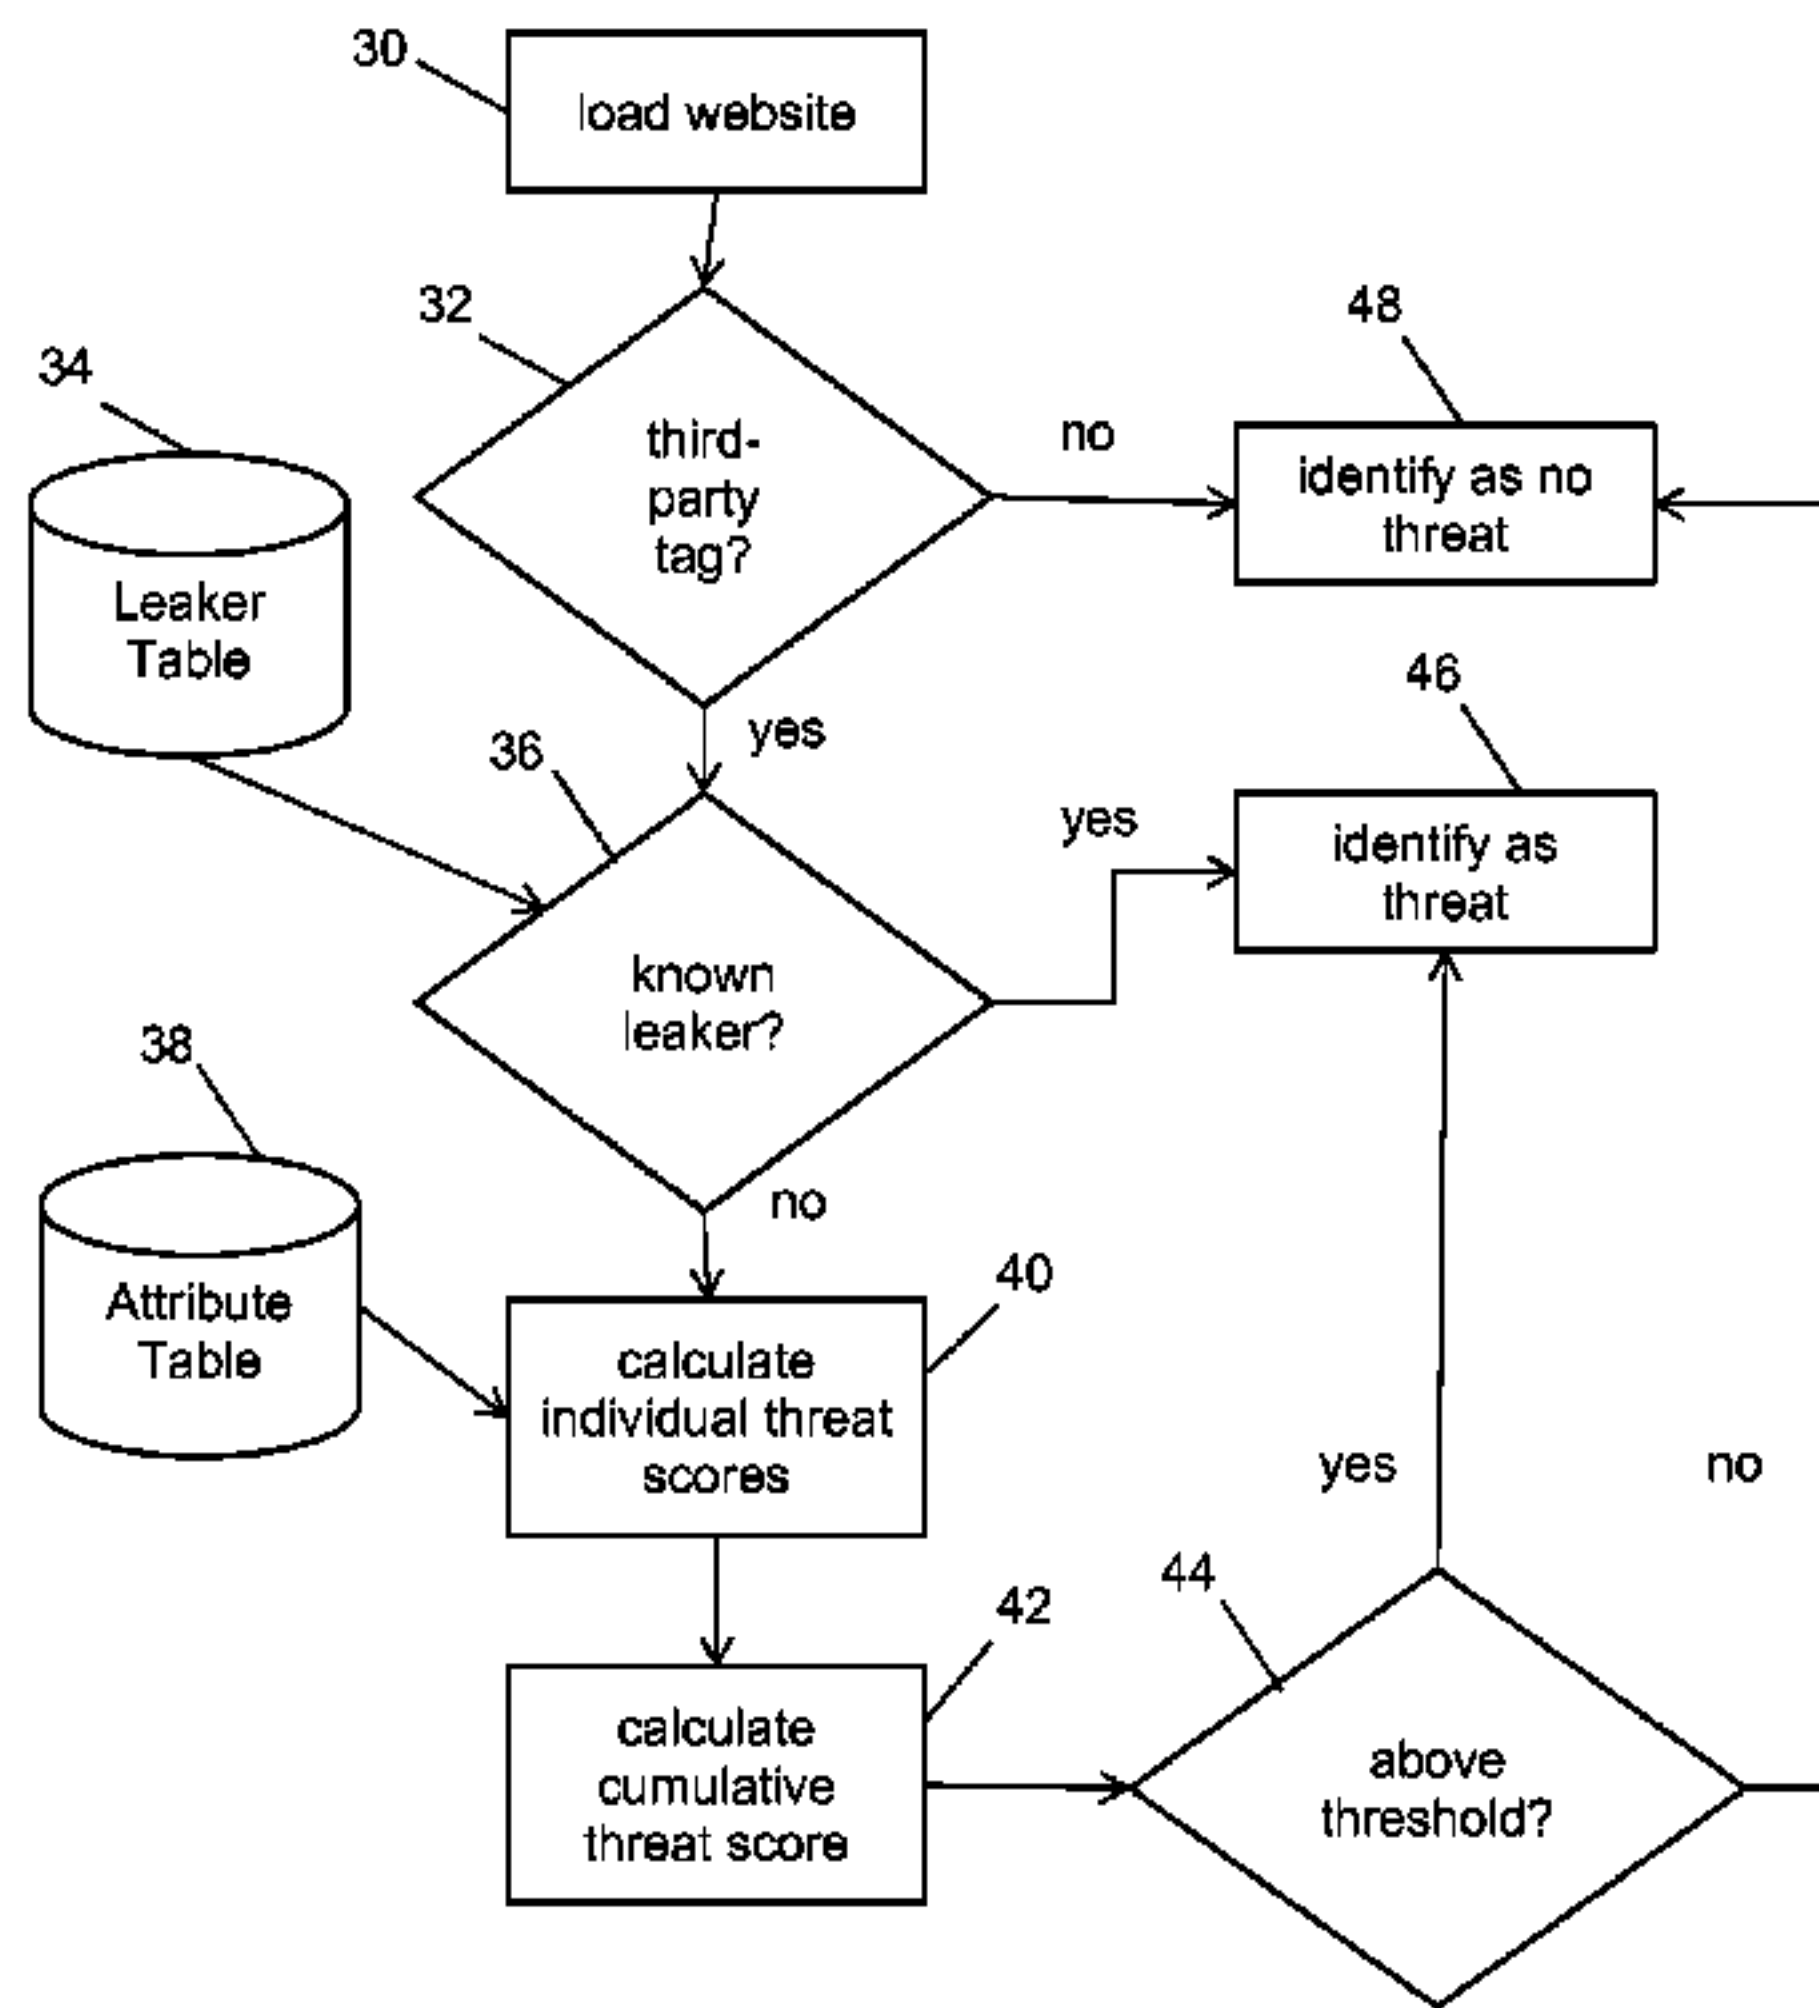 30
load website
32
34
48
third-
party
tag?
no
identify as no
threat
Leaker
Table
46
36
yes
yes
identify as
threat
known
leaker?
38
no
40
Attribute
Table
calculate
individual threat
scores
yes
no
44
42
calculate
cumulative
threat score
above
threshold?